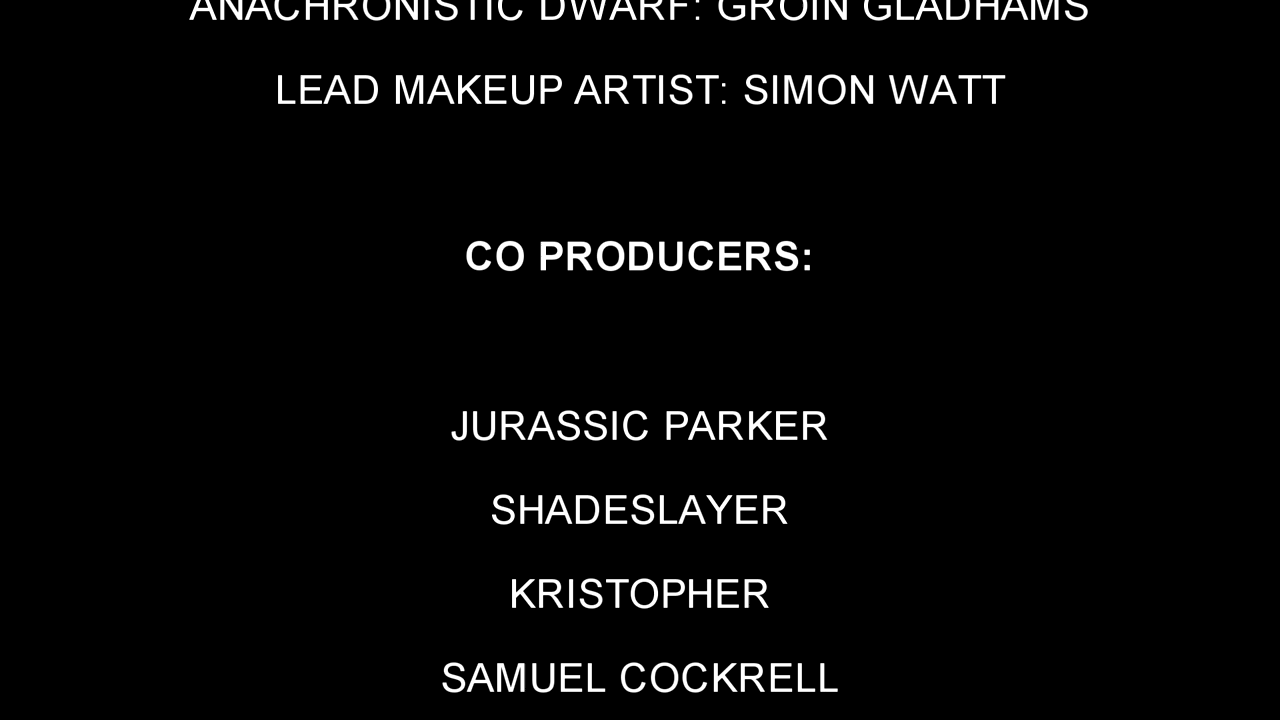 ANACHRONISTIC DWARF: GROIN GLADHAMS
LEAD MAKEUP ARTIST: SIMON WATT
CO PRODUCERS:
JURASSIC PARKER
SHADESLAYER
KRISTOPHER
SAMUEL COCKRELL